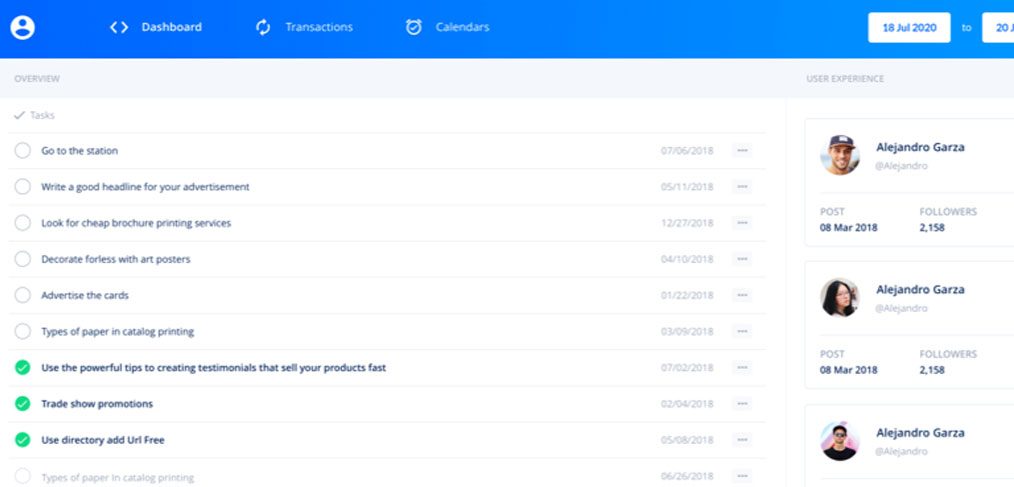 Dashboard
Transactions
Calendars
18 Jul 2020
to
20 J
OVERVIEW
USER EXPERIENCE
Tasks
Go to the station
07/06/2018
Write a good headline for your advertisement
05/11/2018
Look for cheap brochure printing services
12/27/2018
Decorate forless with art posters
04/10/2018
Advertise the cards
01/22/2018
Types of paper in catalog printing
03/09/2018
Use the powerful tips to creating testimonials that sell your products fast
07/02/2018
Trade show promotions
02/04/2018
Use directory add Url Free
05/08/2018
Types of paper in catalog printing
06/26/2018
Alejandro Garza
@Alejandro
POST
FOLLOWERS
08 Mar 2018
2,158
Alejandro Garza
@Alejandro
POST
FOLLOWERS
08 Mar 2018
2,158
Alejandro Garza
@Alejandro